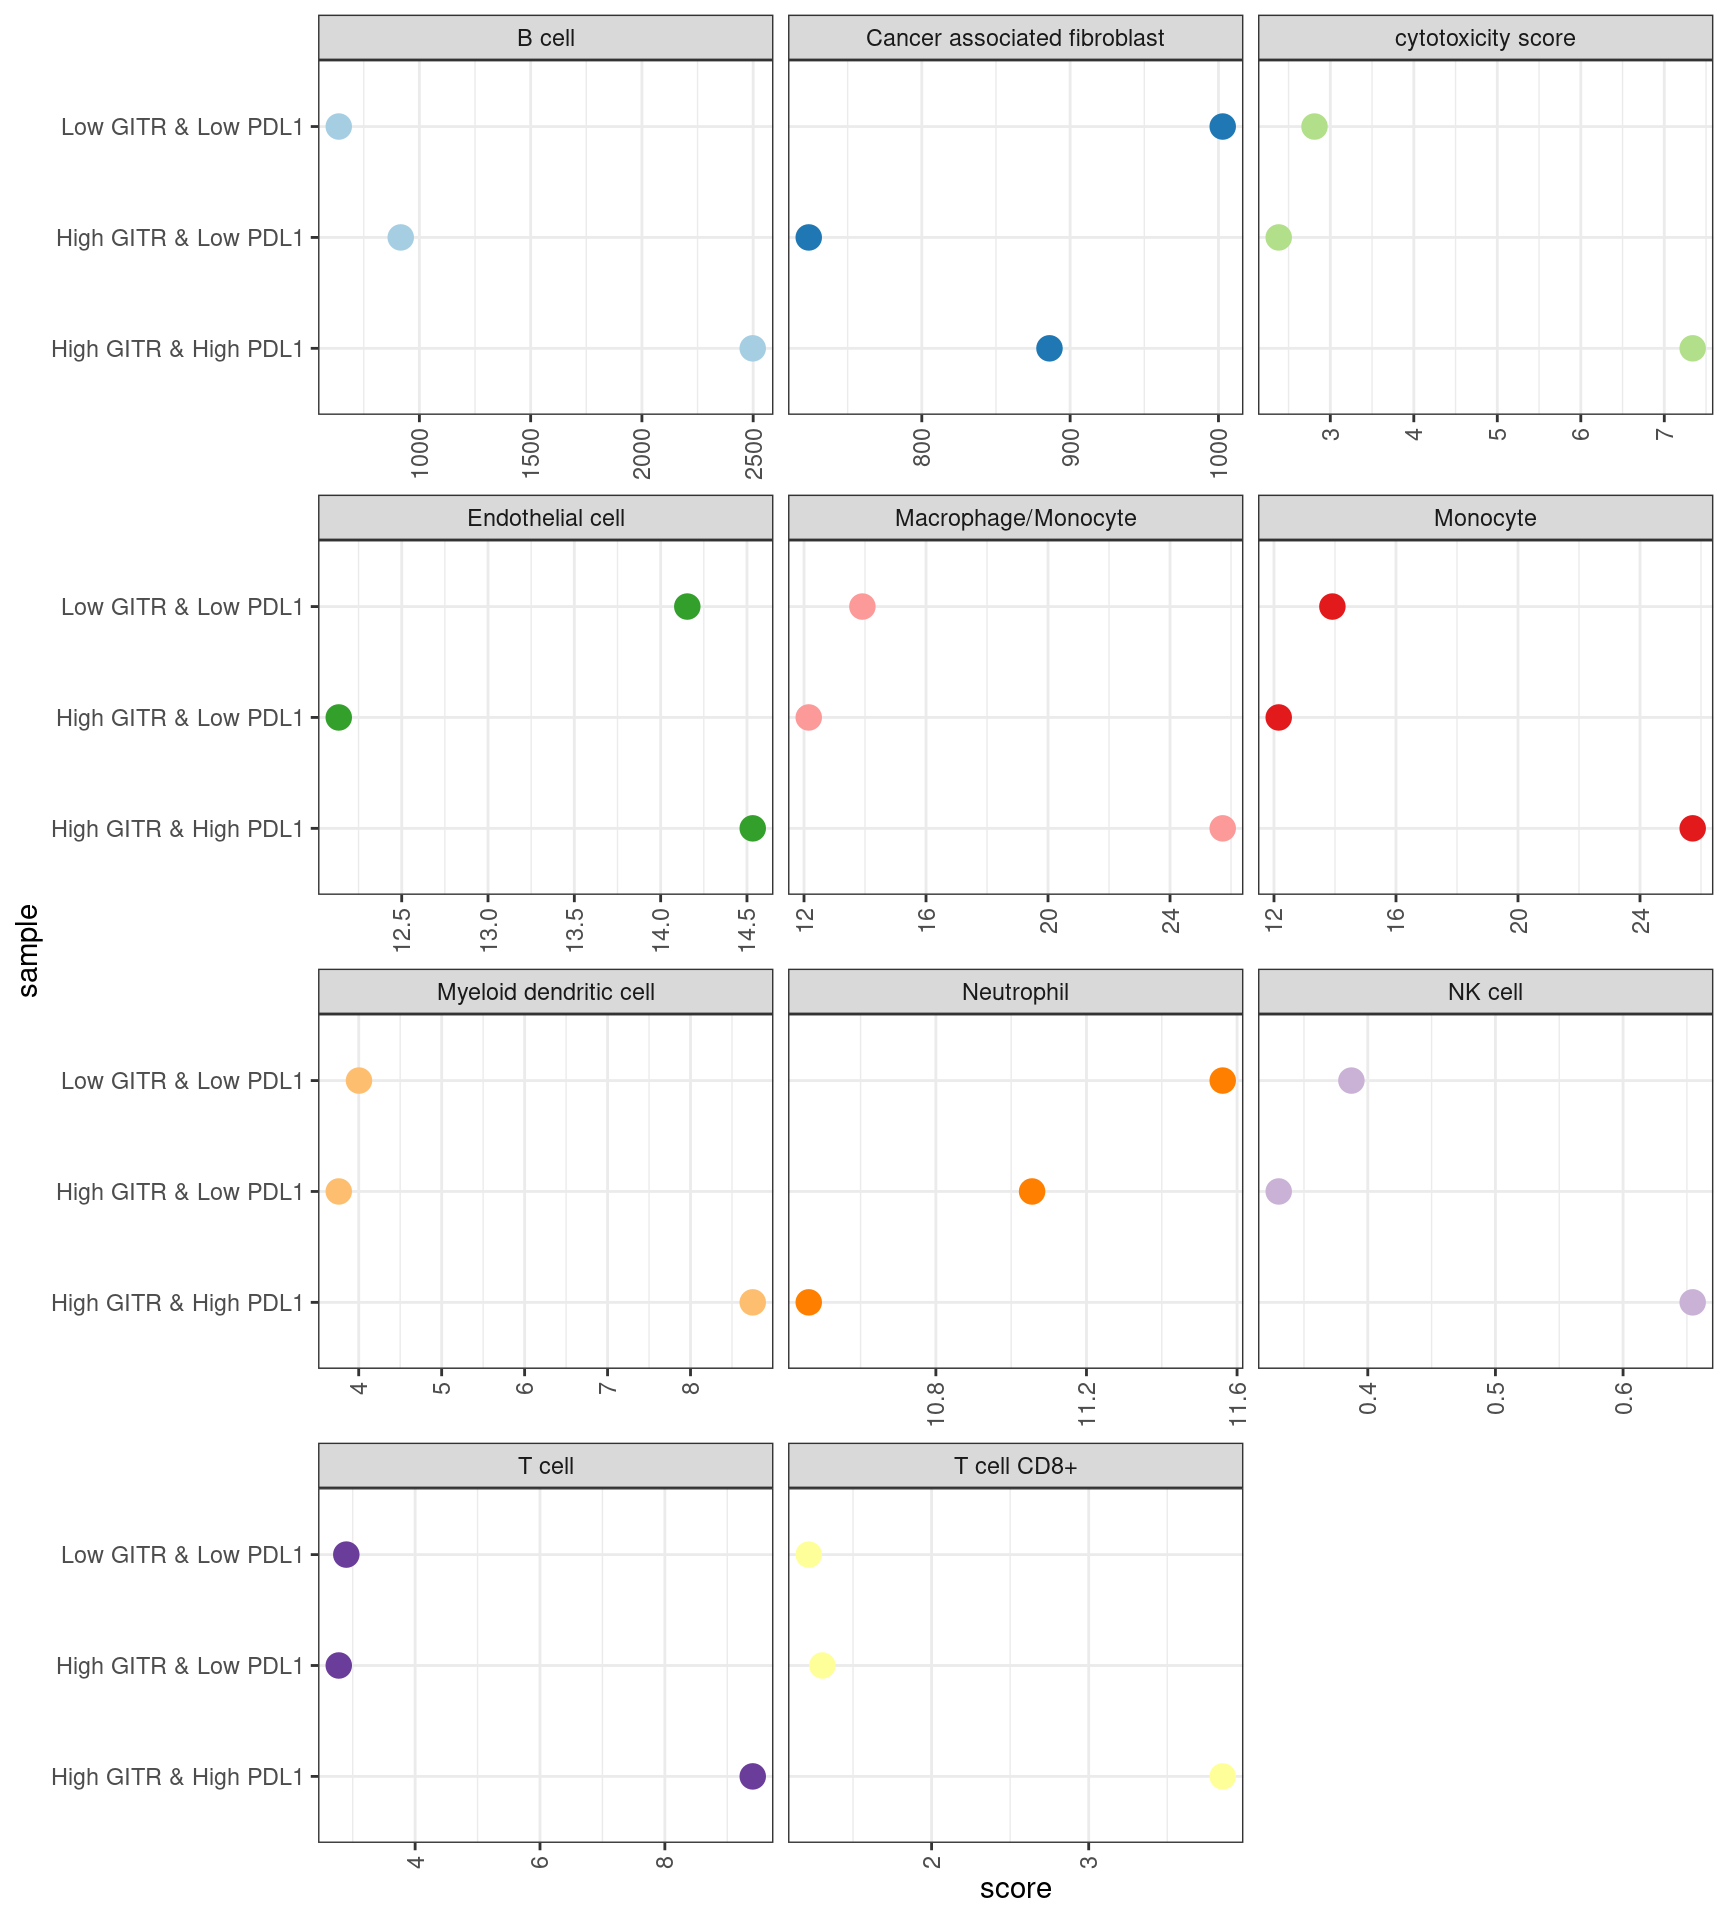 B cell
Cancer associated fibroblast
cytotoxicity score
Low GITR & Low PDL1
High GITR & Low PDL1
High GITR & High PDL1
1000
1500
2000
2500
800
900
1000
3
4
5
6
7
Endothelial cell
Macrophage/Monocyte
Monocyte
Low GITR & Low PDL1
High GITR & Low PDL1
High GITR & High PDL1
12.5
13.0
13.5
14.0
14.5
12
16
20
24
12
16
20
24
sample
Myeloid dendritic cell
Neutrophil
NK cell
Low GITR & Low PDL1
High GITR & Low PDL1
High GITR & High PDL1
4
5
6
7
8
10.8
11.2
11.6
0.4
0.5
0.6
T cell
T cell CD8+
Low GITR & Low PDL1
High GITR & Low PDL1
High GITR & High PDL1
4
6
8
2
3
score